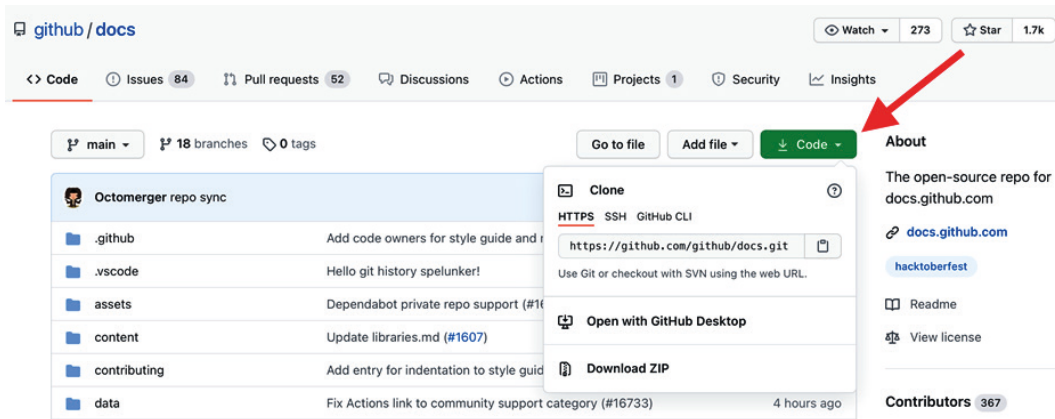 github / docs
Watch 273 Star 1.7k
Code Issues 84 Pull requests 52 Discussions Actions Projects 1 Security Insights
main 18 branches 0 tags Go to file Add file Code
Octomerger repo sync
.github Add code owners for style guide and
.vscode Hello git history spelunker!
assets Dependabot private repo support (#16
content Update libraries.md (#1607)
contributing Add entry for indentation to style guid
data Fix Actions link to community support category (#16733) 4 hours ago
Clone
HTTPS SSH GitHub CLI
https://github.com/github/docs.git
Use Git or checkout with SVN using the web URL.
Open with GitHub Desktop
Download ZIP
About
The open-source repo for
docs.github.com
docs.github.com
hacktoberfest
Readme
View license
Contributors 367